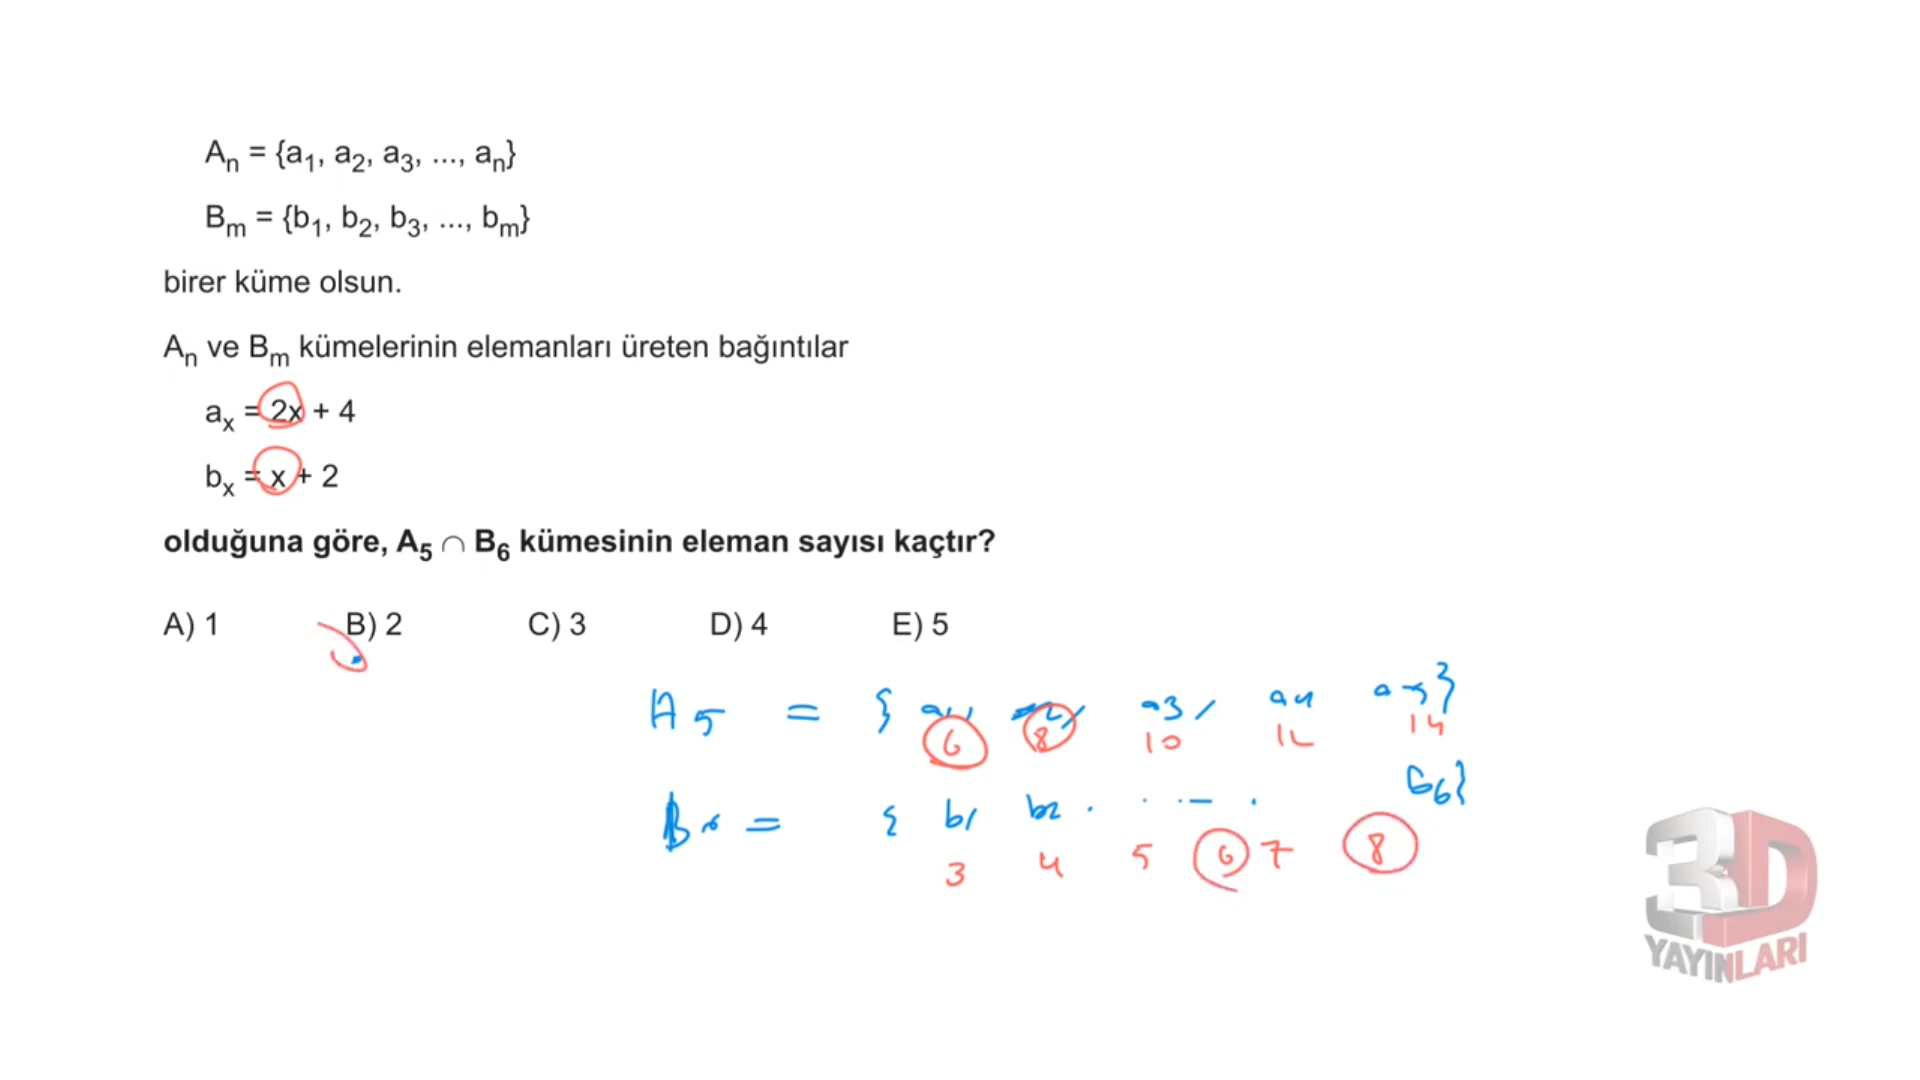 Aₙ = {a₁, a₂, a₃, ..., aₙ}
Bₘ = {b₁, b₂, b₃, ..., bₘ}
birer küme olsun.
Aₙ ve Bₘ kümelerinin elemanları üreten bağıntılar
aₓ = 2x + 4
bₓ = x + 2
olduğuna göre, A₅ ∩ B₆ kümesinin eleman sayısı kaçtır?
A) 1 B) 2 C) 3 D) 4 E) 5
A5 = { a1, a2, a3, a4 a5}
6 8 10 12 14
B6 = { b1 b2 . . . — . b6}
3 4 5 6 7 8
3D
YAYINLARI